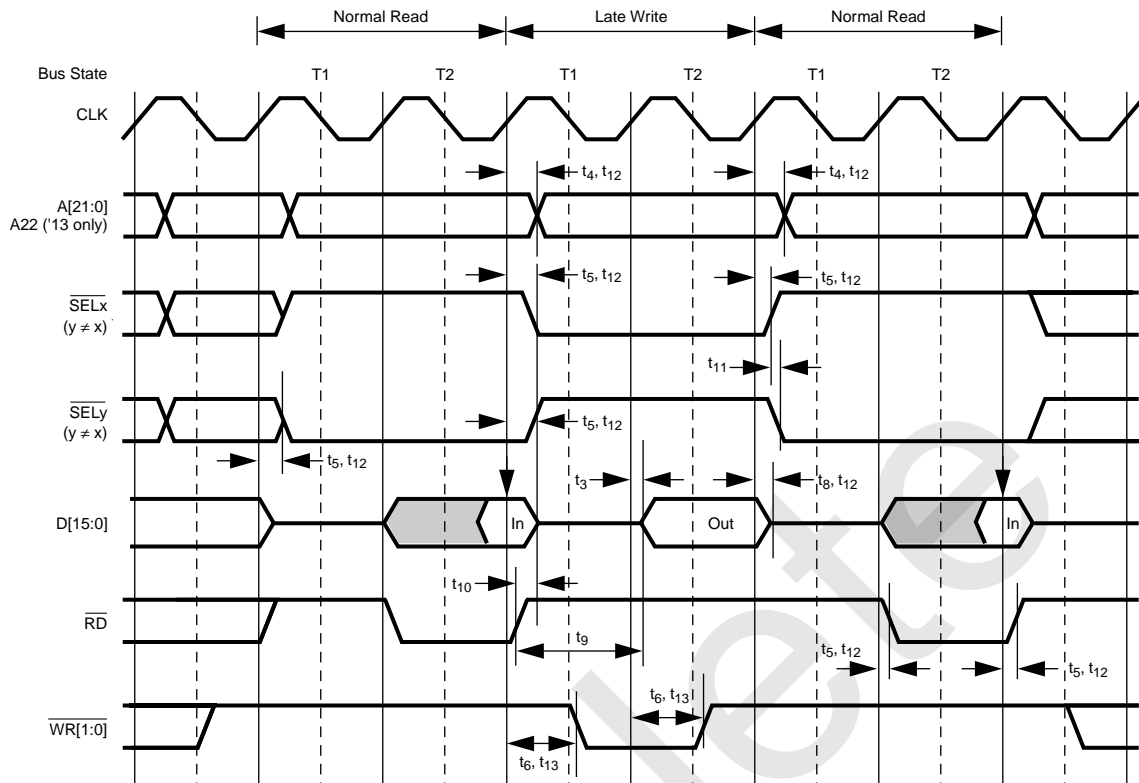 Normal Read Late Write Normal Read
Bus State T1 T2 T1 T2 T1 T2
CLK
t4, t12 t4, t12
A[21:0]
A22 ('13 only)
t5, t12 t5, t12
SELx
(y ≠ x)
t11
SELy
(y ≠ x)
t5, t12
t5, t12
t3 t8, t12
D[15:0] In Out In
t10
RD
t9
t5, t12 t5, t12
t6, t13
WR[1:0]
t6, t13
lete